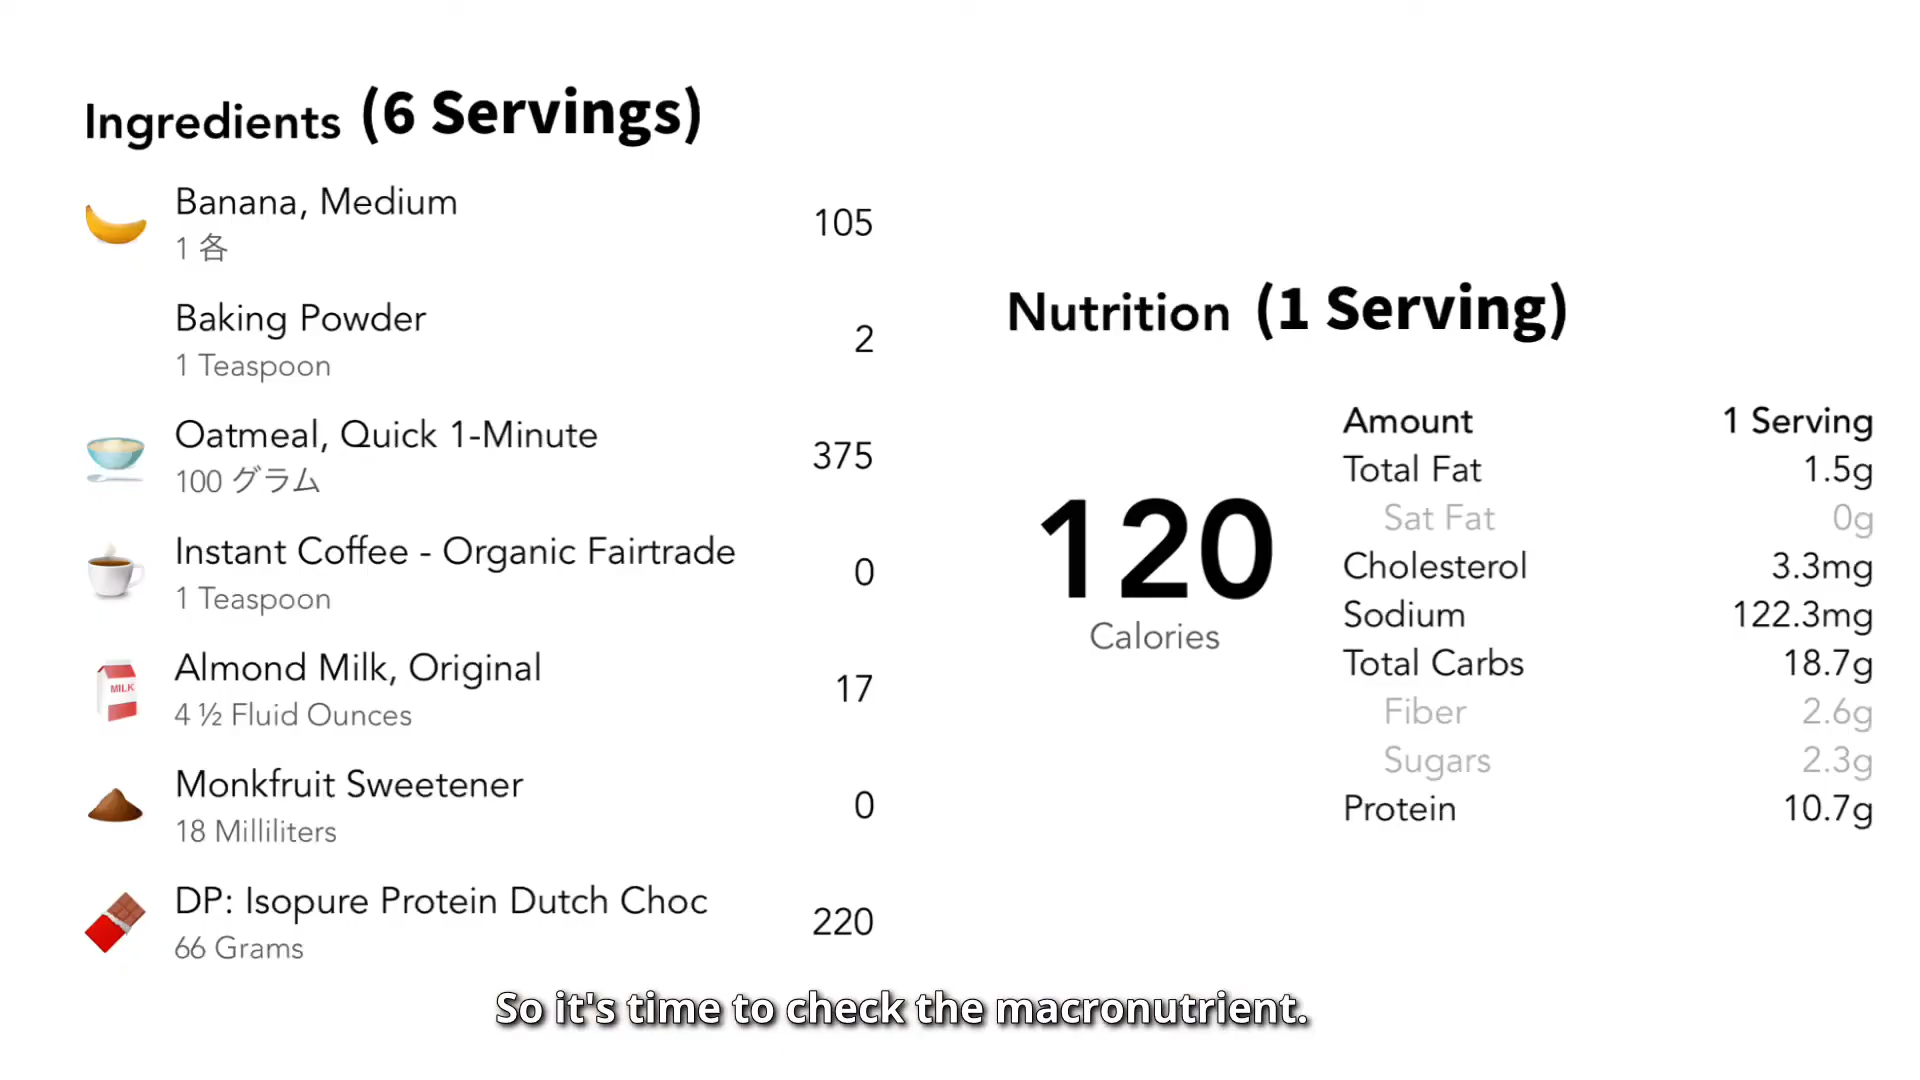 Ingredients (6 Servings)
Banana, Medium
1 各
105
Baking Powder
1 Teaspoon
2
Oatmeal, Quick 1-Minute
100 グラム
375
Instant Coffee - Organic Fairtrade
1 Teaspoon
0
MILK
Almond Milk, Original
4 ½ Fluid Ounces
17
Monkfruit Sweetener
18 Milliliters
0
DP: Isopure Protein Dutch Choc
66 Grams
220
Nutrition (1 Serving)
120
Calories
Amount 1 Serving
Total Fat 1.5g
Sat Fat 0g
Cholesterol 3.3mg
Sodium 122.3mg
Total Carbs 18.7g
Fiber 2.6g
Sugars 2.3g
Protein 10.7g
So it's time to check the macronutrient.